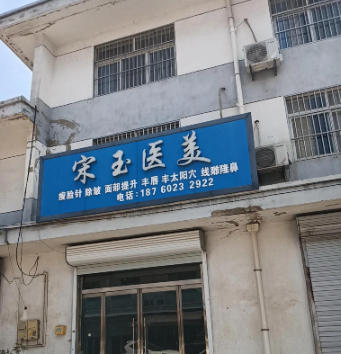 宋玉医美
瘦脸针 除皱 面部提升 丰唇 丰太阳穴 线雕隆鼻
电话:187 6023 2922